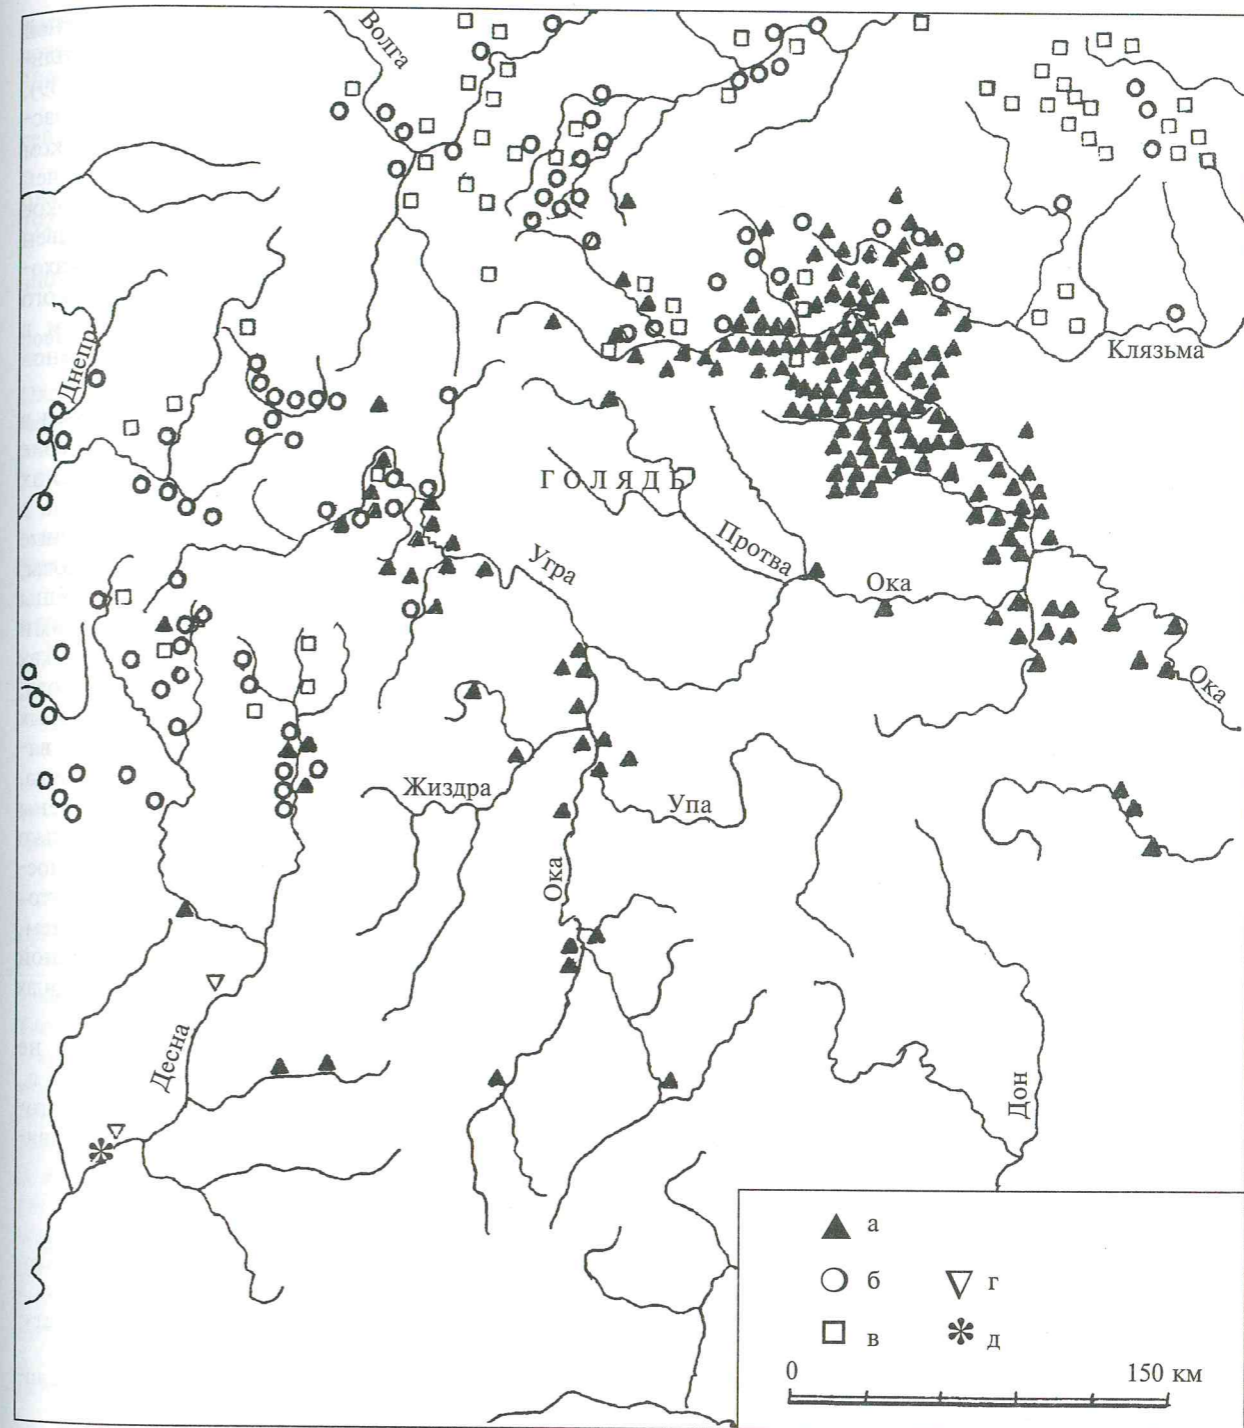 Волга
Днепр
Клязьма
ГОЛЯДЬ
Протва
Угра
Ока
Ока
Жиздра
Упа
Ока
Десна
Дон
а
б
г
в
д
0 150 км